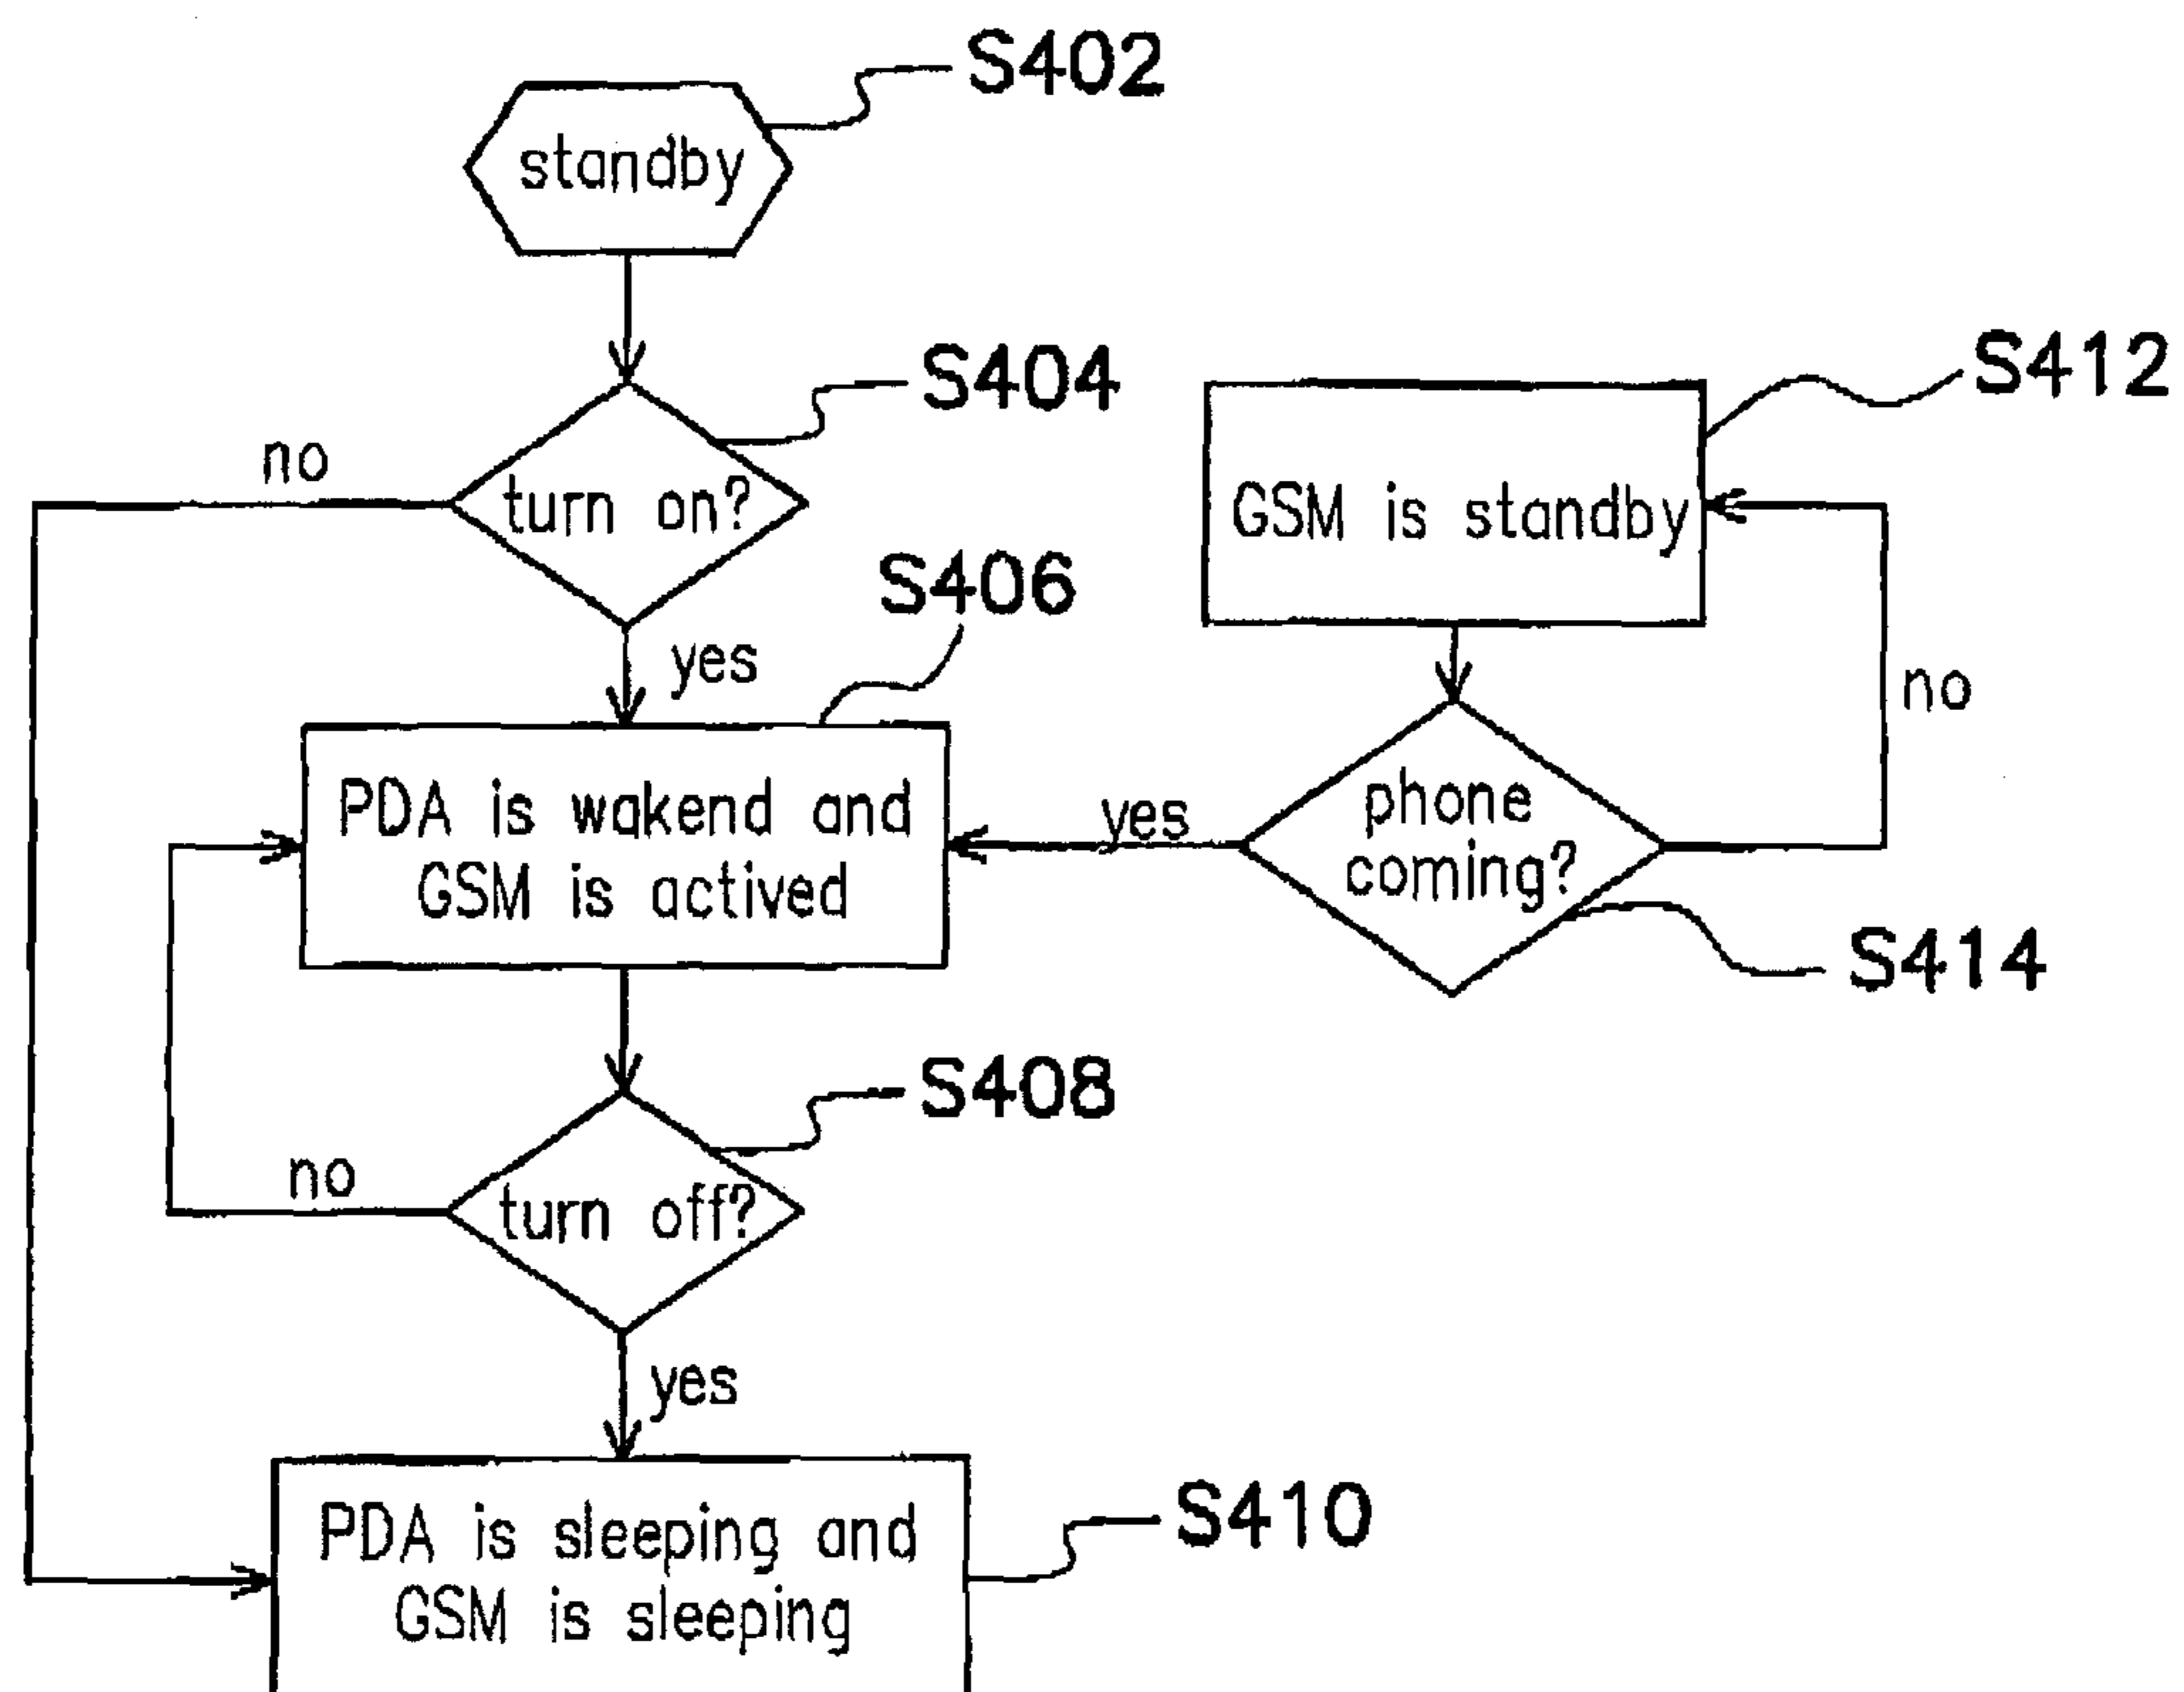 S402
standby
S404
no
turn on?
S412
GSM is standby
S406
yes
no
PDA is wakend and
GSM is actived
yes
phone
coming?
S414
S408
no
turn off?
yes
PDA is sleeping and
GSM is sleeping
S410